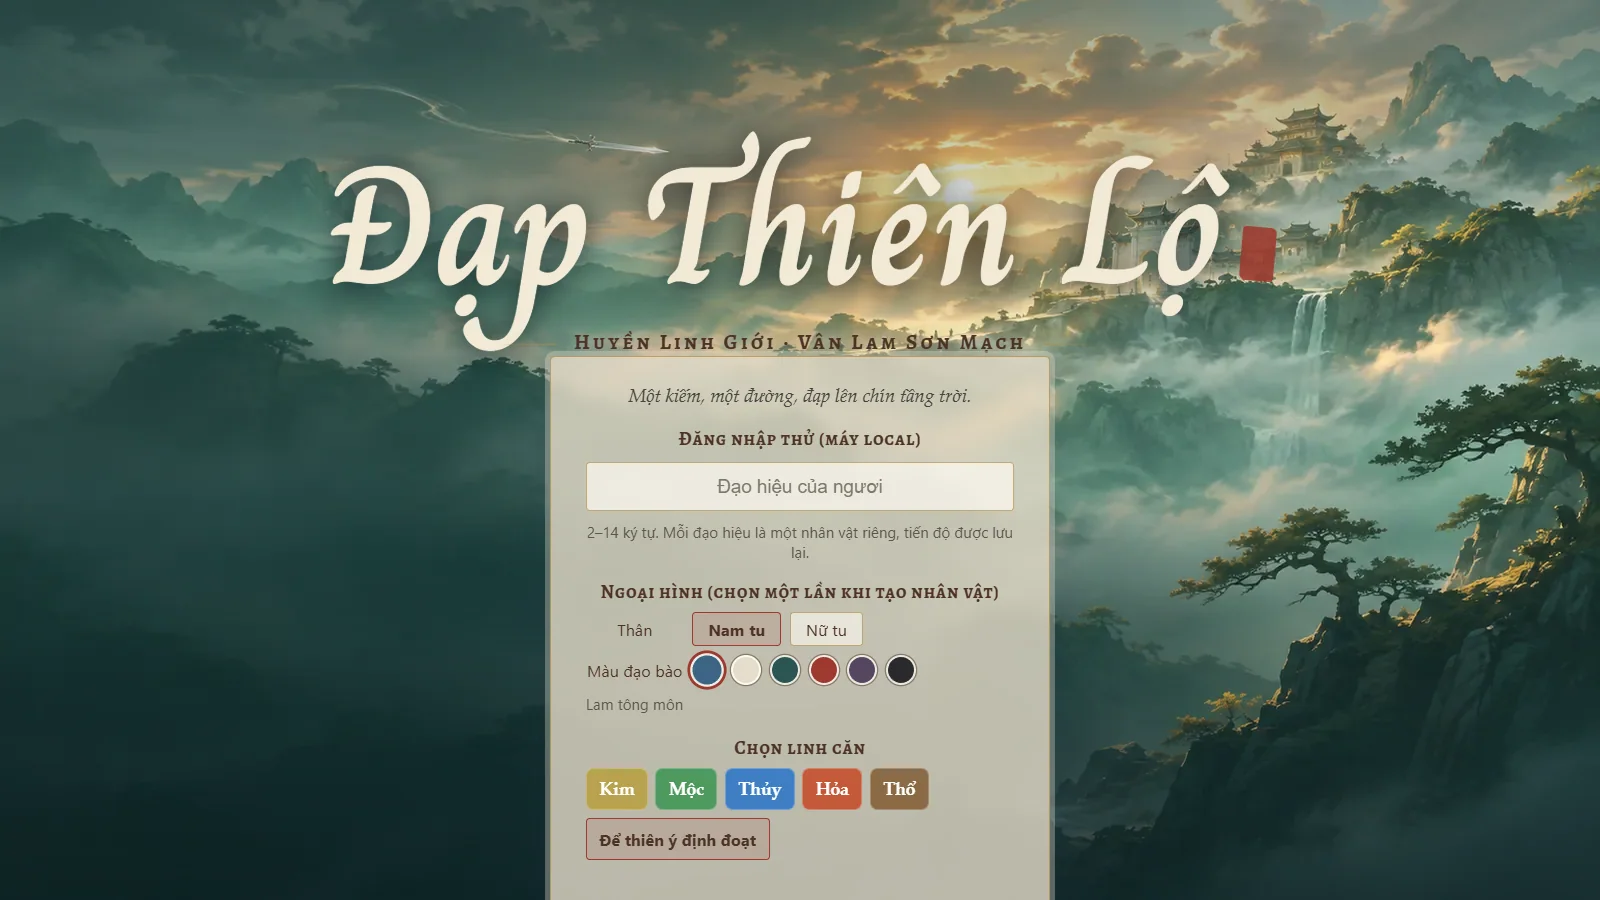 Đạp Thiên Lộ
Huyền Linh Giới · Vân Lam Sơn Mạch
Một kiếm, một đường, đạp lên chín tầng trời.
Đăng nhập thử (máy local)
Đạo hiệu của ngươi
2–14 ký tự. Mỗi đạo hiệu là một nhân vật riêng, tiến độ được lưu
lại.
Ngoại hình (chọn một lần khi tạo nhân vật)
Thân Nam tu Nữ tu
Màu đạo bào
Lam tông môn
Chọn linh căn
Kim Mộc Thủy Hỏa Thổ
Để thiên ý định đoạt